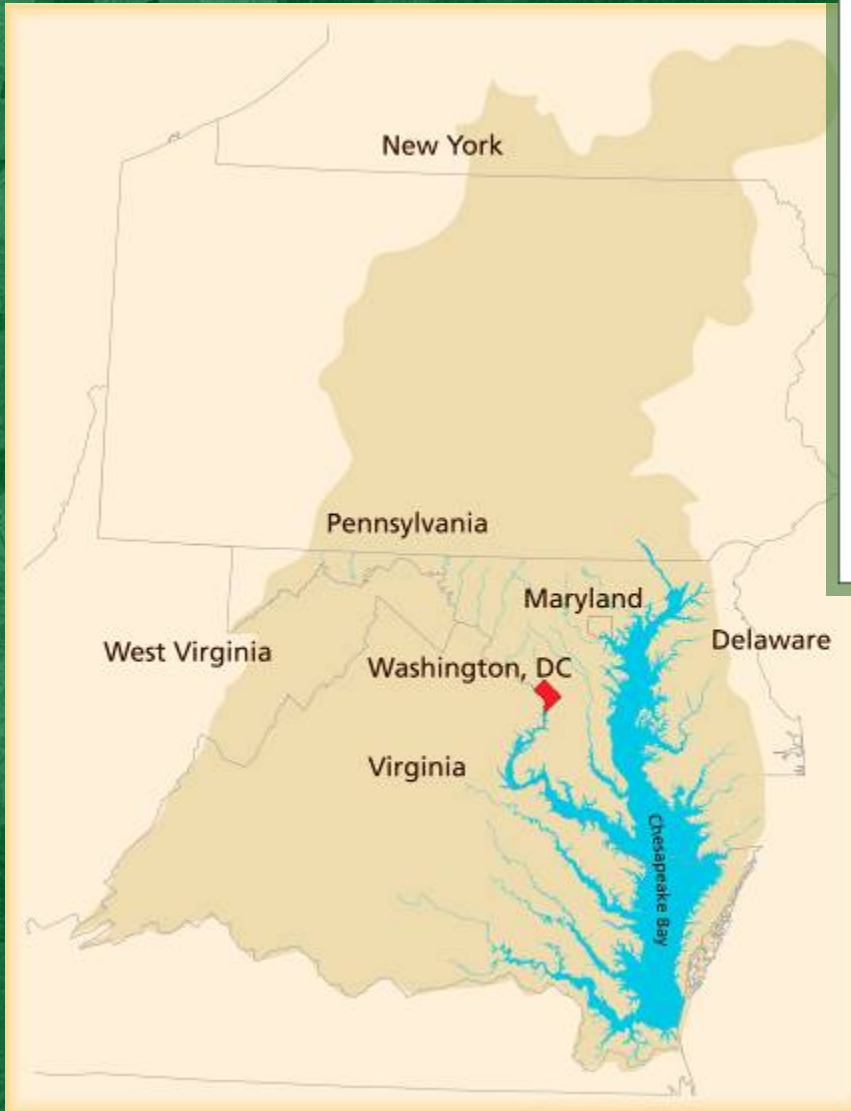 New York
Pennsylvania
Maryland
Delaware
West Virginia
Washington, DC
Virginia
Chesapeake Bay